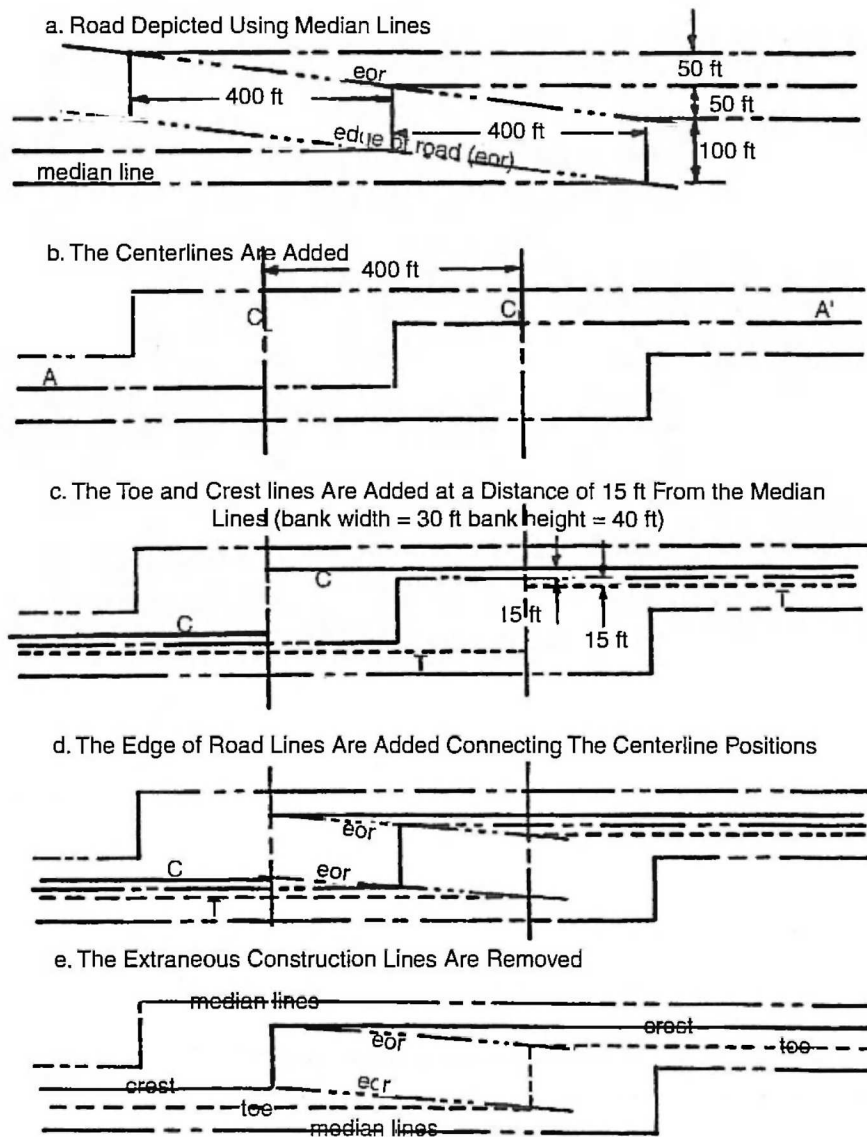 a. Road Depicted Using Median Lines
eor
50 ft
400 ft
50 ft
edge of road (eor)
400 ft
100 ft
median line
b. The Centerlines Are Added
400 ft
C L
C L
A'
A
c. The Toe and Crest lines Are Added at a Distance of 15 ft From the Median
Lines (bank width = 30 ft bank height = 40 ft)
C
C
T
15 ft
15 ft
T
d. The Edge of Road Lines Are Added Connecting The Centerline Positions
eor
C
eor
T
e. The Extraneous Construction Lines Are Removed
median lines
crest
eor
toe
crest
eor
toe
median lines